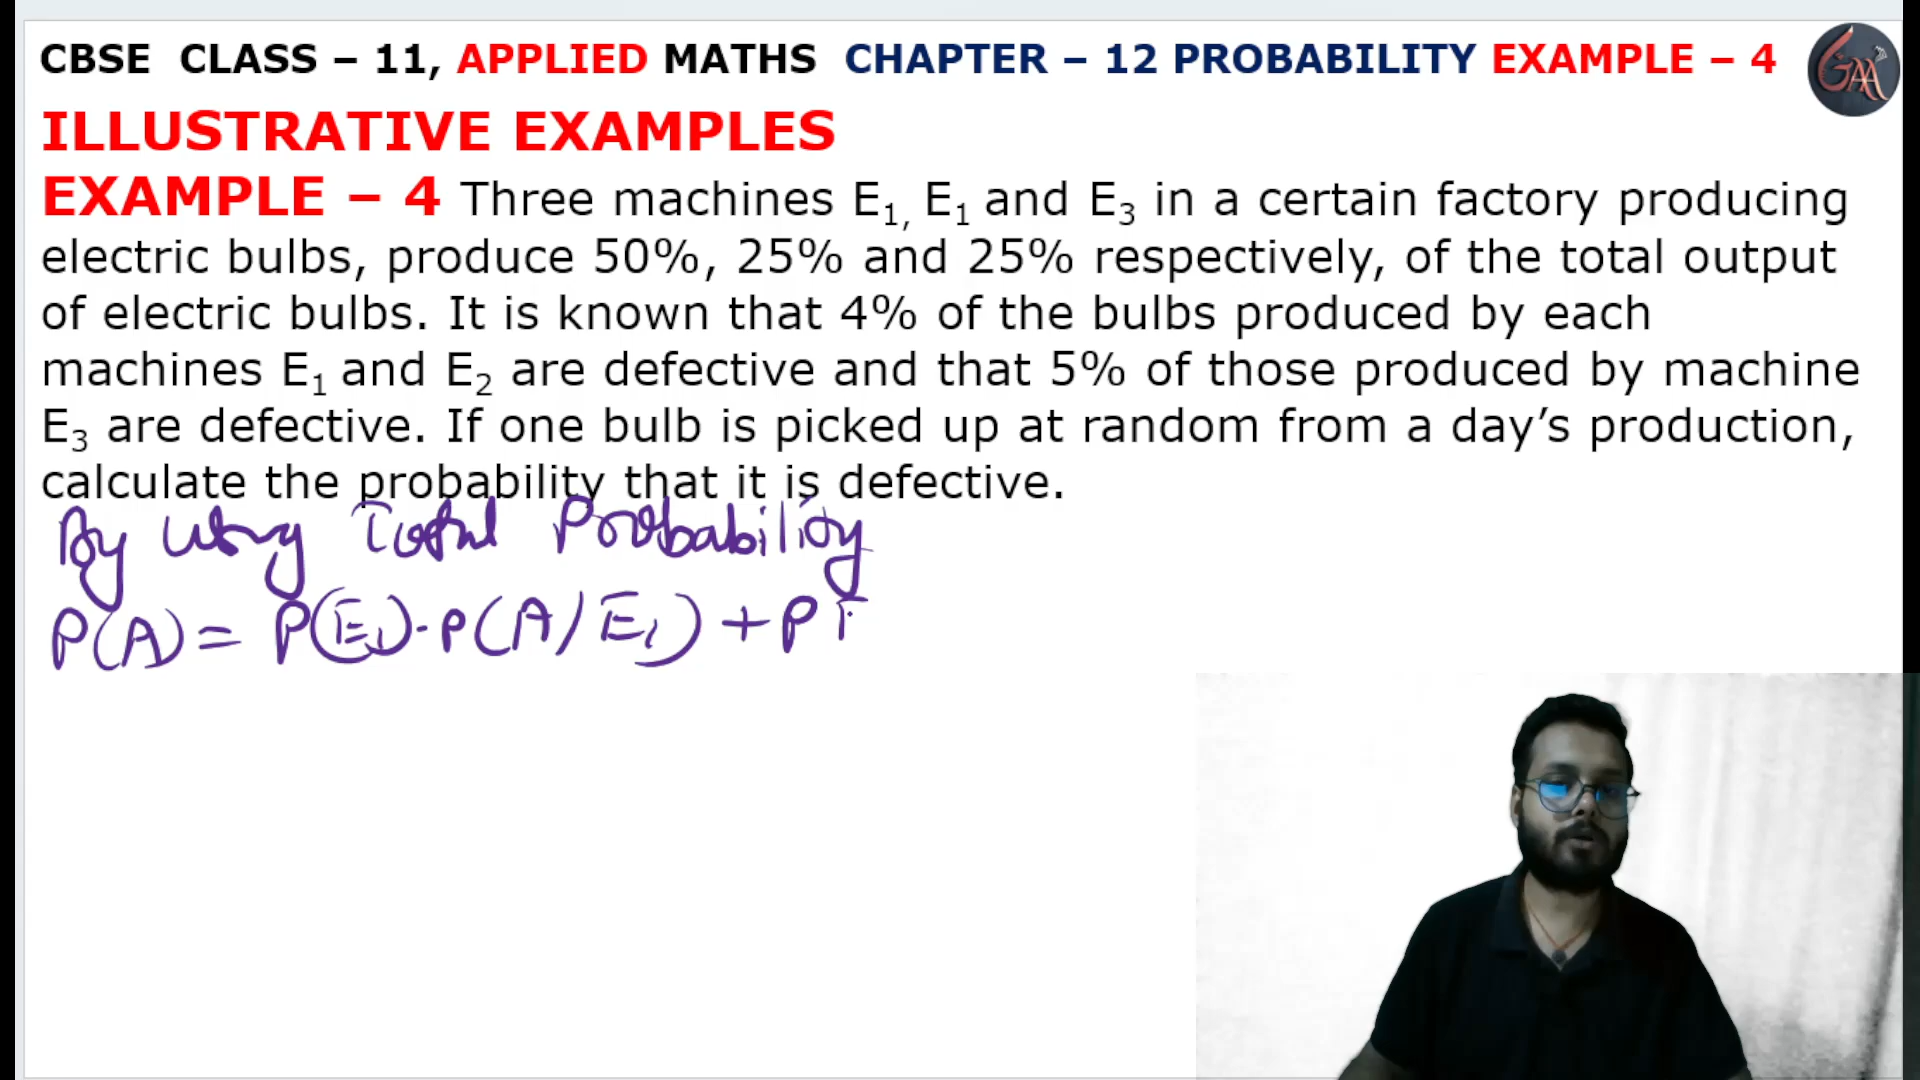 CBSE CLASS – 11, APPLIED MATHS CHAPTER – 12 PROBABILITY EXAMPLE – 4
GAA
ILLUSTRATIVE EXAMPLES
EXAMPLE – 4 Three machines E₁, E₁ and E₃ in a certain factory producing
electric bulbs, produce 50%, 25% and 25% respectively, of the total output
of electric bulbs. It is known that 4% of the bulbs produced by each
machines E₁ and E₂ are defective and that 5% of those produced by machine
E₃ are defective. If one bulb is picked up at random from a day’s production,
calculate the probability that it is defective.
By using Total Probability
P(A) = P(E₁)·P(A/E₁) + P